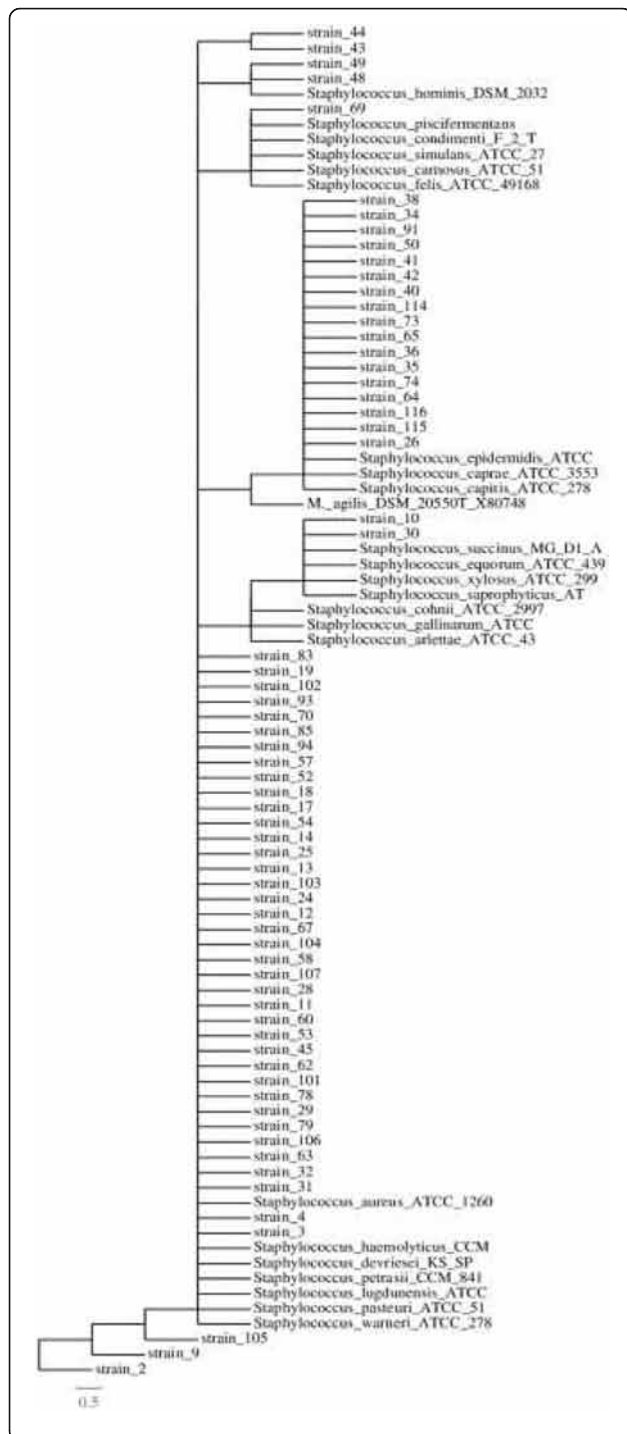 strain_44
strain_43
strain_49
strain_48
Staphylococcus_hominis_DSM_2032
strain_69
Staphylococcus_piscifermentans
Staphylococcus_condimenti_F_2_T
Staphylococcus_simulans_ATCC_27
Staphylococcus_carnosus_ATCC_51
Staphylococcus_felis_ATCC_49168
strain_38
strain_34
strain_91
strain_50
strain_41
strain_42
strain_40
strain_114
strain_73
strain_65
strain_36
strain_35
strain_74
strain_64
strain_116
strain_115
strain_26
Staphylococcus_epidermidis_ATCC
Staphylococcus_caprae_ATCC_3553
Staphylococcus_capitis_ATCC_278
M._agilis_DSM_20550T_X80748
strain_10
strain_30
Staphylococcus_succinus_MG_D1_A
Staphylococcus_equorum_ATCC_439
Staphylococcus_xylosus_ATCC_299
Staphylococcus_saprophyticus_AT
Staphylococcus_cohnii_ATCC_2997
Staphylococcus_gallinarum_ATCC
Staphylococcus_arlettae_ATCC_43
strain_83
strain_19
strain_102
strain_93
strain_70
strain_85
strain_94
strain_57
strain_52
strain_18
strain_17
strain_54
strain_14
strain_25
strain_13
strain_103
strain_24
strain_12
strain_67
strain_104
strain_58
strain_107
strain_28
strain_11
strain_60
strain_53
strain_45
strain_62
strain_101
strain_78
strain_29
strain_79
strain_106
strain_63
strain_32
strain_31
Staphylococcus_aureus_ATCC_1260
strain_4
strain_3
Staphylococcus_haemolyticus_CCM
Staphylococcus_devriesei_KS_SP
Staphylococcus_petrasii_CCM_841
Staphylococcus_lugdunensis_ATCC
Staphylococcus_pasteuri_ATCC_51
Staphylococcus_warneri_ATCC_278
strain_105
strain_9
strain_2
0.5